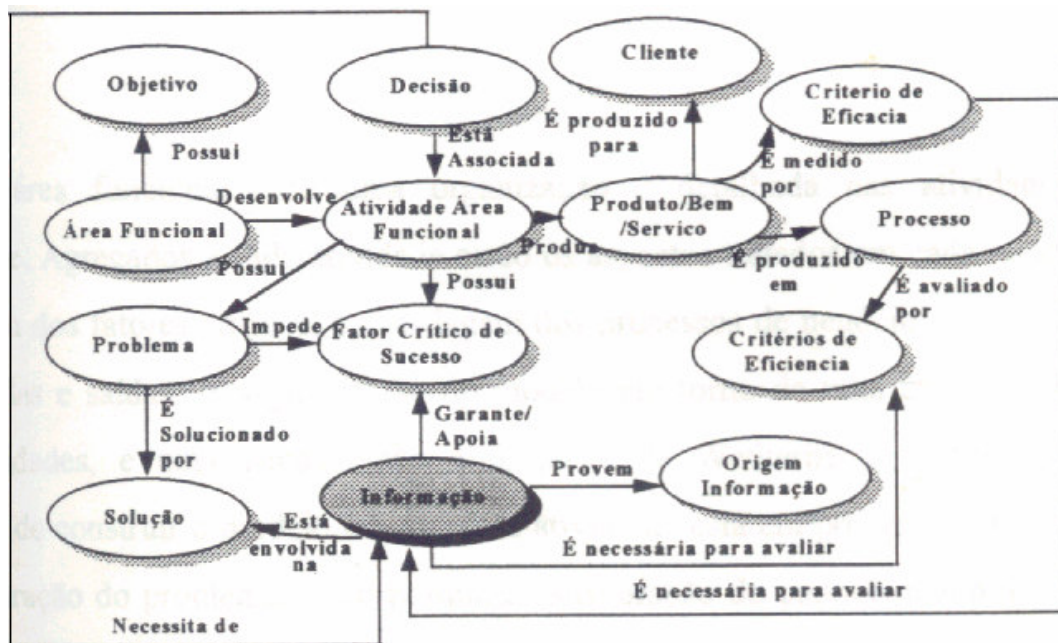 Cliente
Objetivo
Decisão
Criterio de
Eficacia
É produzido
para
Está
Associada
Possui
É medido
por
Desenvolve
Área Funcional
Atividade Área
Funcional
Produto/Bem
/Servico
Processo
Possui
Produz
É produzido
em
É avaliado
por
Possui
Impede
Problema
Fator Crítico de
Sucesso
Critérios de
Eficiencia
É
Solucionado
por
Garante/
Apoia
Provem
Origem
Informação
Informação
Solução
Está
envolvida
na
É necessária para avaliar
É necessária para avaliar
Necessita de